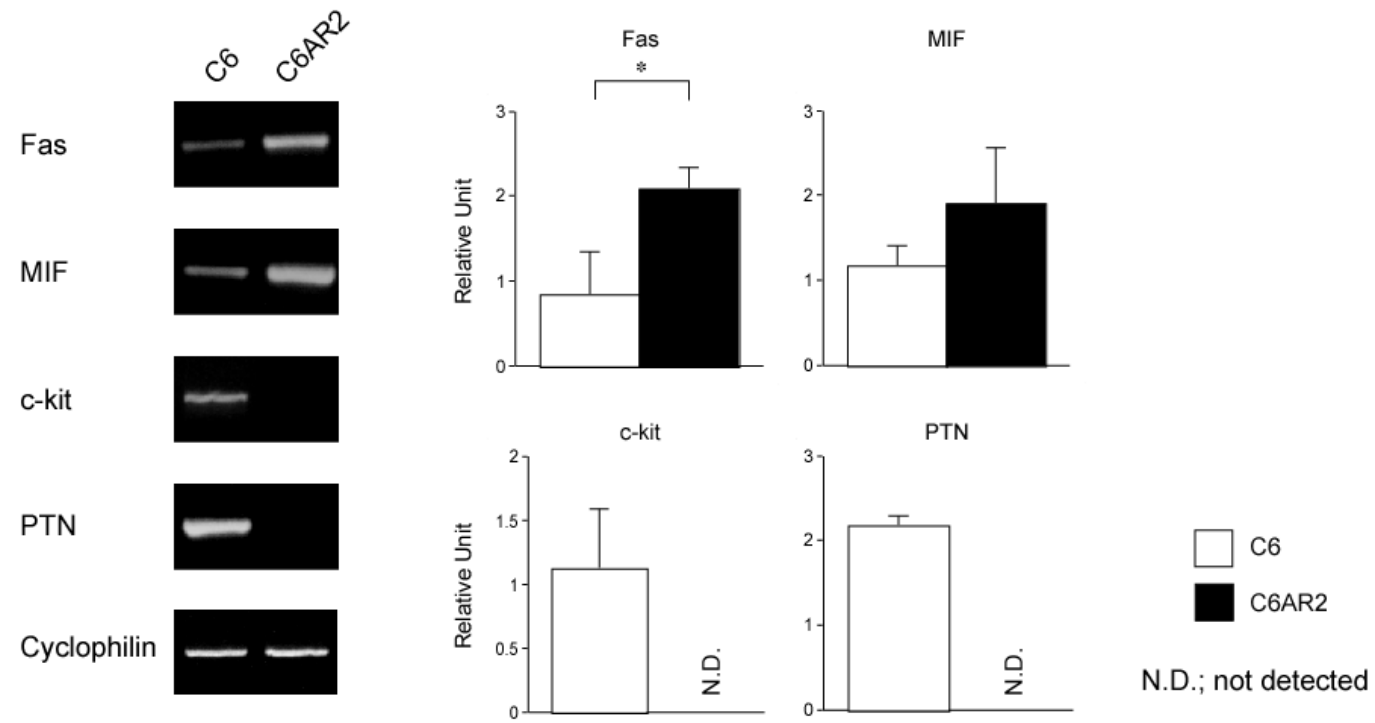 C6 C6AR2
Fas
MIF
c-kit
PTN
Cyclophilin
Fas
*
Relative Unit
3
2
1
0
MIF
3
2
1
0
c-kit
Relative Unit
2
1.5
1
0.5
0
N.D.
PTN
3
2
1
0
N.D.
C6
C6AR2
N.D.; not detected